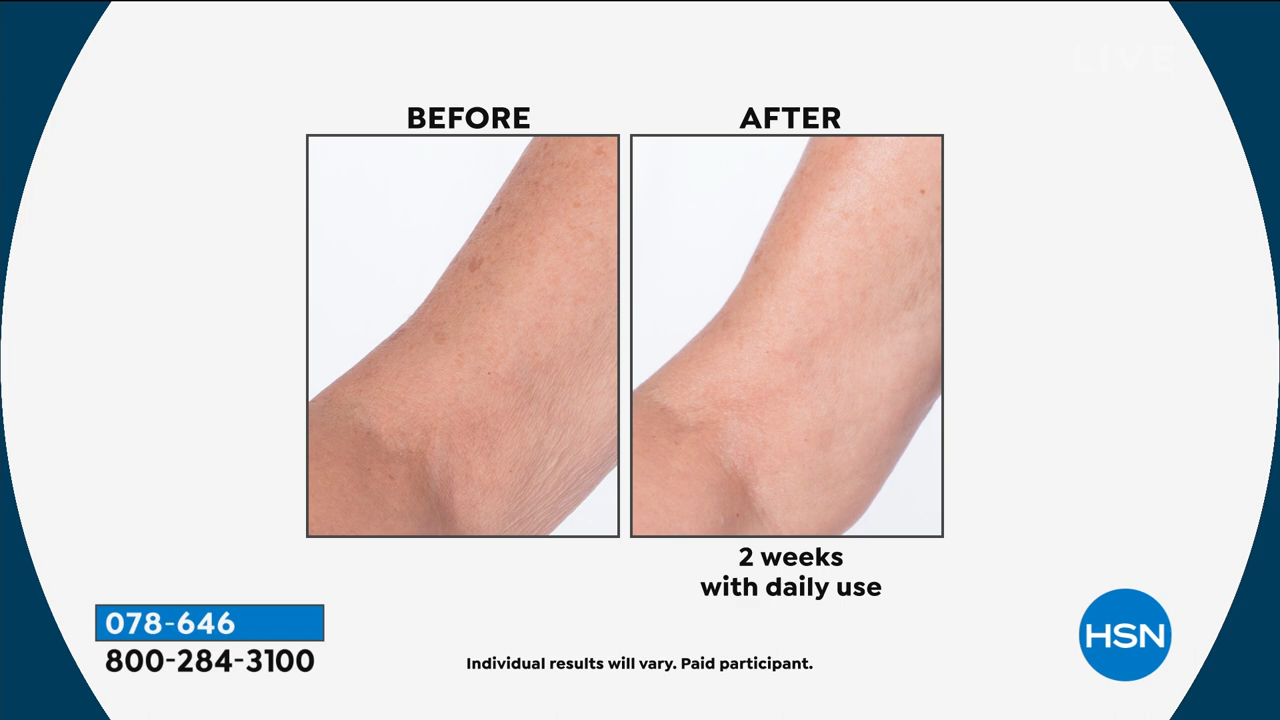 LIVE
BEFORE
AFTER
2 weeks
with daily use
078-646
800-284-3100
Individual results will vary. Paid participant.
HSN